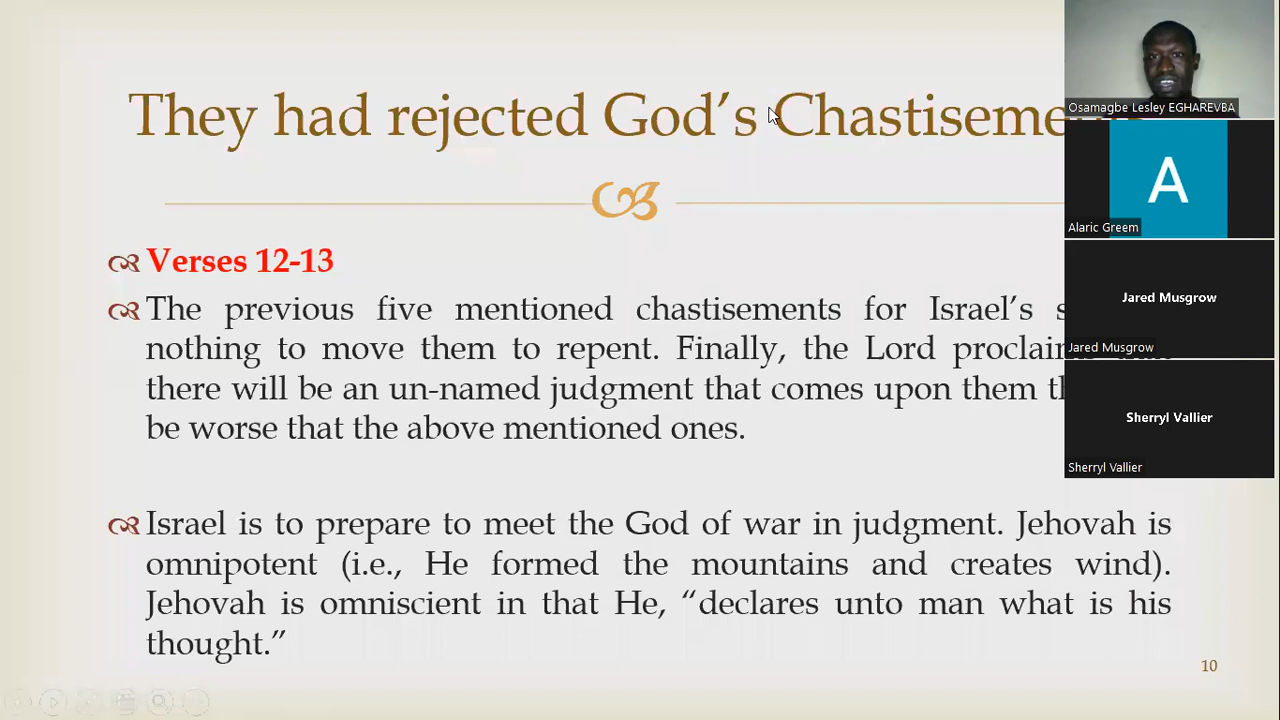 They had rejected God's Chastisement
Verses 12-13
The previous five mentioned chastisements for Israel's
nothing to move them to repent. Finally, the Lord
there will be an un-named judgment that comes upon them
be worse that the above mentioned ones.
Israel is to prepare to meet the God of war in judgment. Jehovah is
omnipotent (i.e., He formed the mountains and creates wind).
Jehovah is omniscient in that He, “declares unto man what is his
thought.”
10
Osamagbe Lesley EGHAREVBA
A
Alaric Greem
Jared Musgrow
Jared Musgrow
Sherryl Vallier
Sherryl Vallier